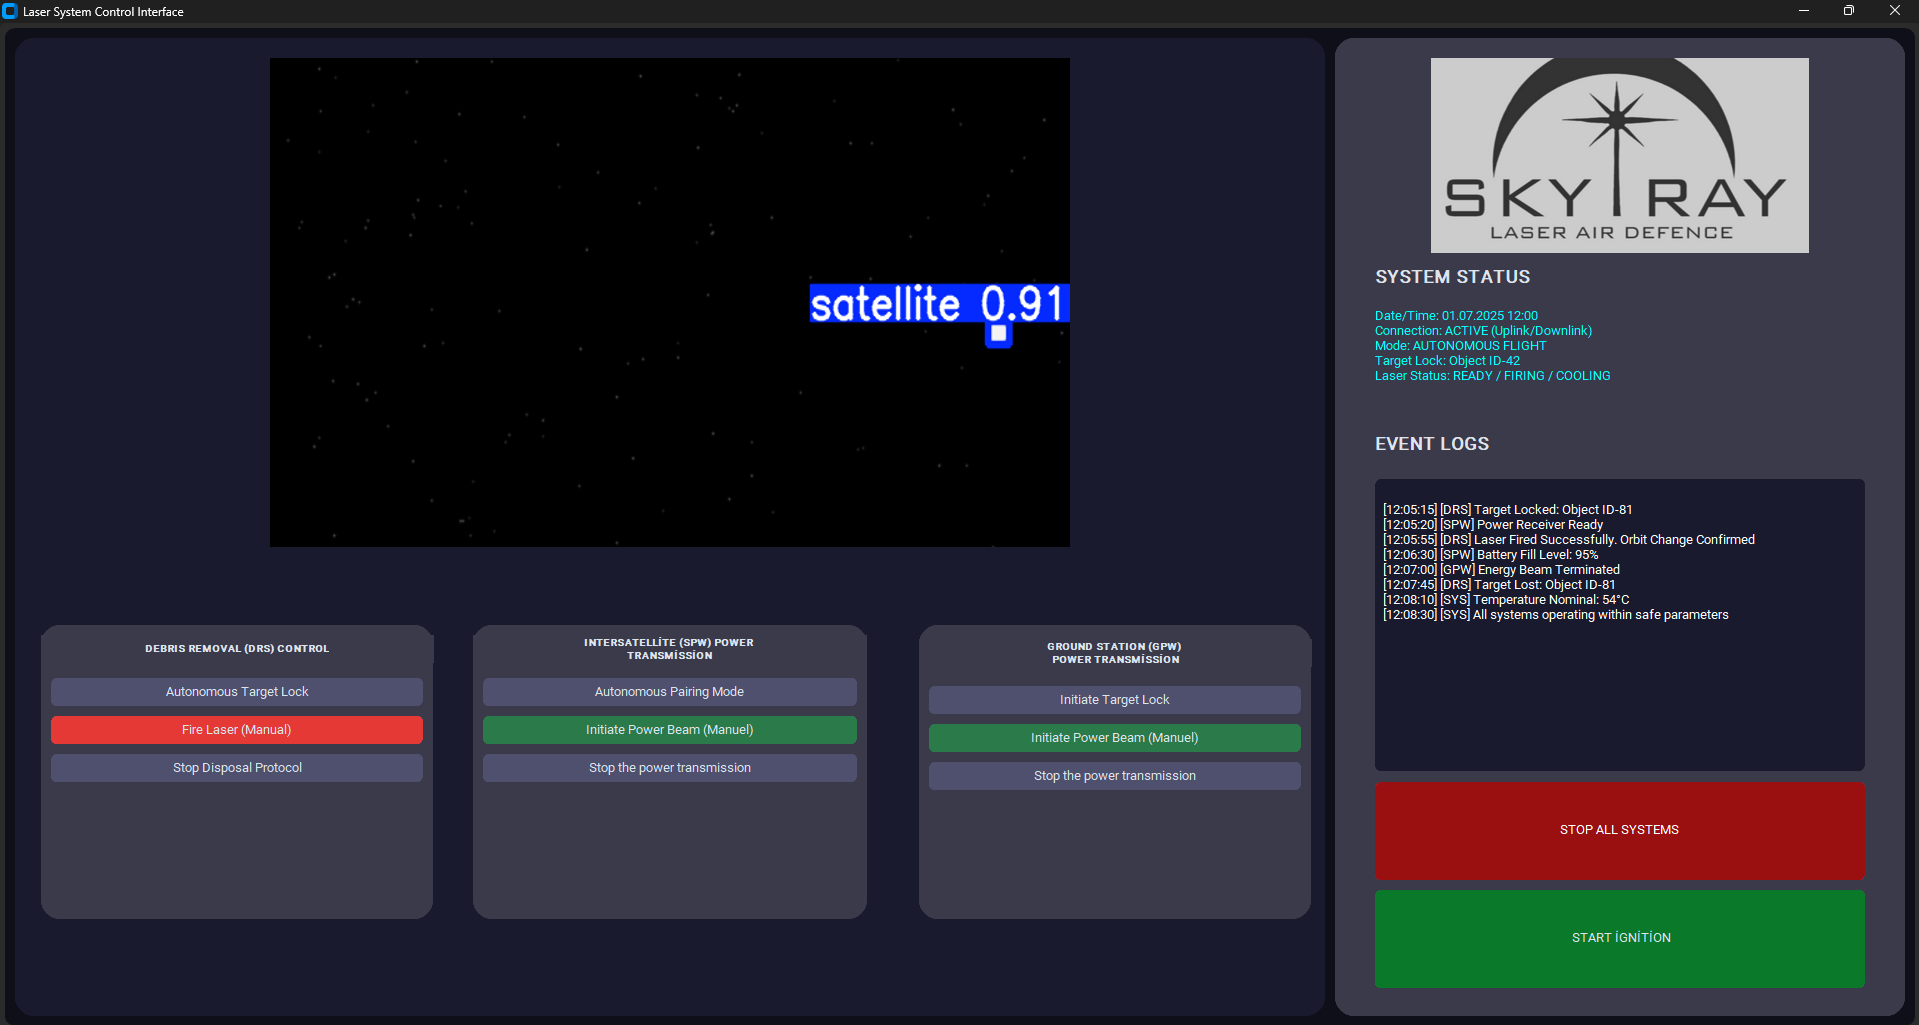 Laser System Control Interface
satellite 0.91
DEBRIS REMOVAL (DRS) CONTROL
Autonomous Target Lock
Fire Laser (Manual)
Stop Disposal Protocol
INTERSATELLİTE (SPW) POWER
TRANSMİSSİON
Autonomous Pairing Mode
Initiate Power Beam (Manuel)
Stop the power transmission
GROUND STATION (GPW)
POWER TRANSMİSSİON
Initiate Target Lock
Initiate Power Beam (Manuel)
Stop the power transmission
SKY RAY
LASER AIR DEFENCE
SYSTEM STATUS
Date/Time: 01.07.2025 12:00
Connection: ACTIVE (Uplink/Downlink)
Mode: AUTONOMOUS FLIGHT
Target Lock: Object ID-42
Laser Status: READY / FIRING / COOLING
EVENT LOGS
[12:05:15] [DRS] Target Locked: Object ID-81
[12:05:20] [SPW] Power Receiver Ready
[12:05:55] [DRS] Laser Fired Successfully. Orbit Change Confirmed
[12:06:30] [SPW] Battery Fill Level: 95%
[12:07:00] [GPW] Energy Beam Terminated
[12:07:45] [DRS] Target Lost: Object ID-81
[12:08:10] [SYS] Temperature Nominal: 54°C
[12:08:30] [SYS] All systems operating within safe parameters
STOP ALL SYSTEMS
START İGNİTİON